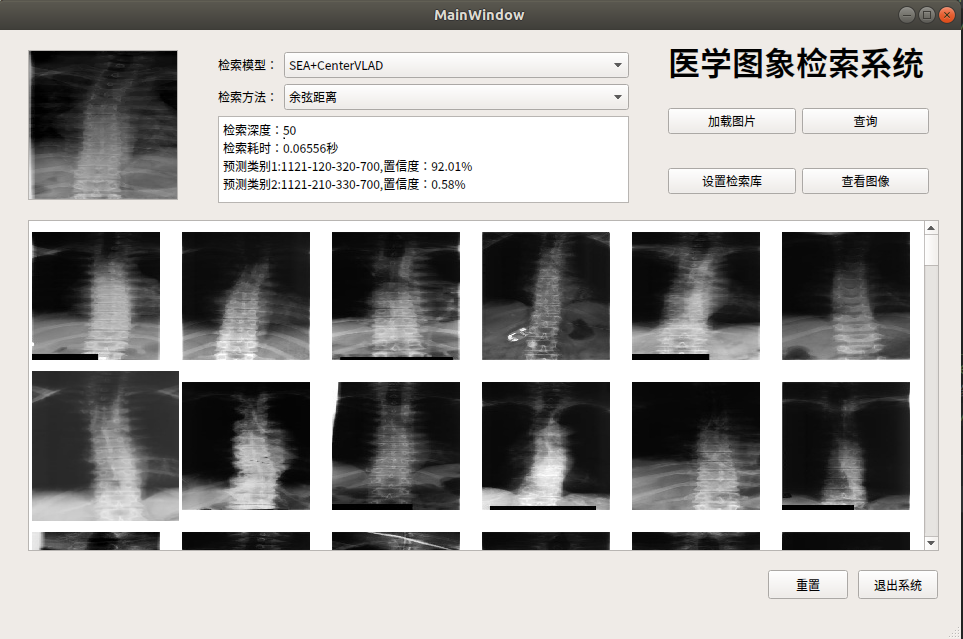 MainWindow
检索模型：
SEA+CenterVLAD
检索方法：
余弦距离
检索深度：50
检索耗时：0.06556秒
预测类别1:1121-120-320-700,置信度：92.01%
预测类别2:1121-210-330-700,置信度：0.58%
医学图象检索系统
加载图片
查询
设置检索库
查看图像
重置
退出系统